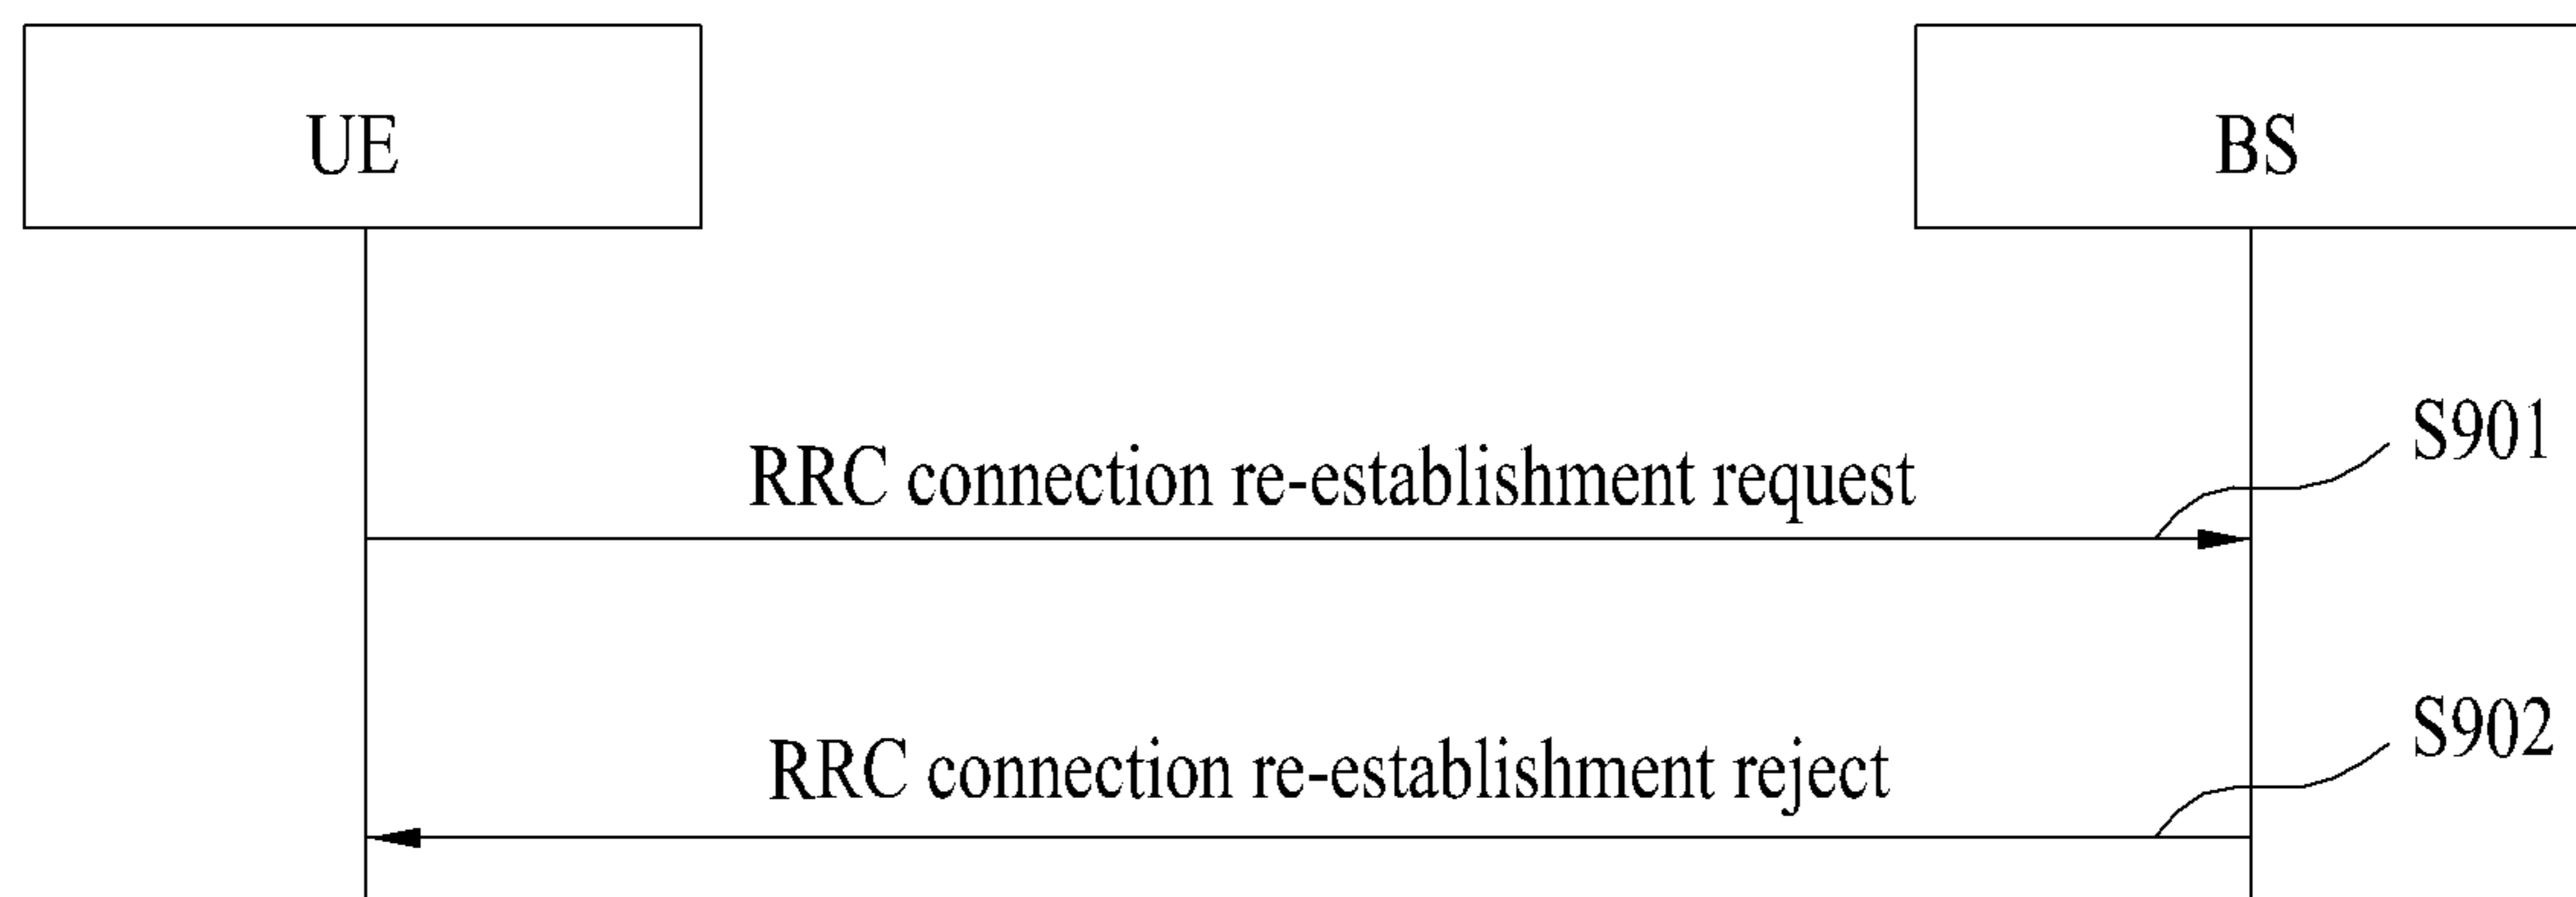 UE
BS
S901
RRC connection re-establishment request
S902
RRC connection re-establishment reject